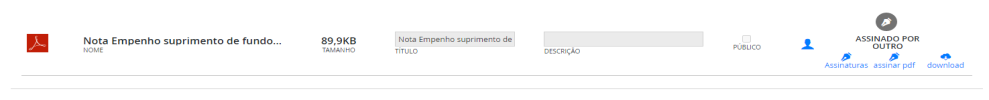 Nota Empenho suprimento de fundo...
NOME
89,9KB
TAMANHO
Nota Empenho suprimento de
TÍTULO
DESCRIÇÃO
PÚBLICO
ASSINADO POR
OUTRO
Assinaturas assinar pdf download